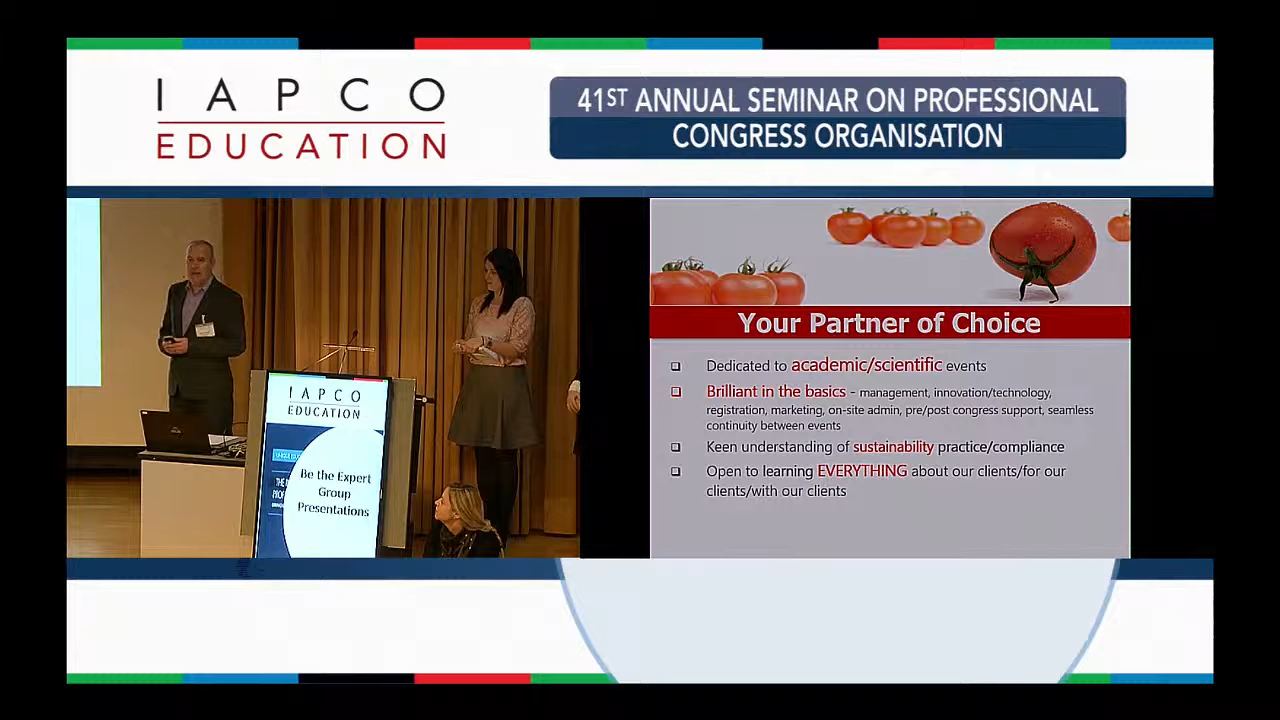 IAPCO
EDUCATION
41ST ANNUAL SEMINAR ON PROFESSIONAL
CONGRESS ORGANISATION
IAPCO
EDUCATION
Be the Expert
Group
Presentations
Your Partner of Choice
Dedicated to academic/scientific events
Brilliant in the basics – management, innovation/technology,
registration, marketing, on-site admin, pre/post congress support, seamless
continuity between events
Keen understanding of sustainability practice/compliance
Open to learning EVERYTHING about our clients/for our
clients/with our clients